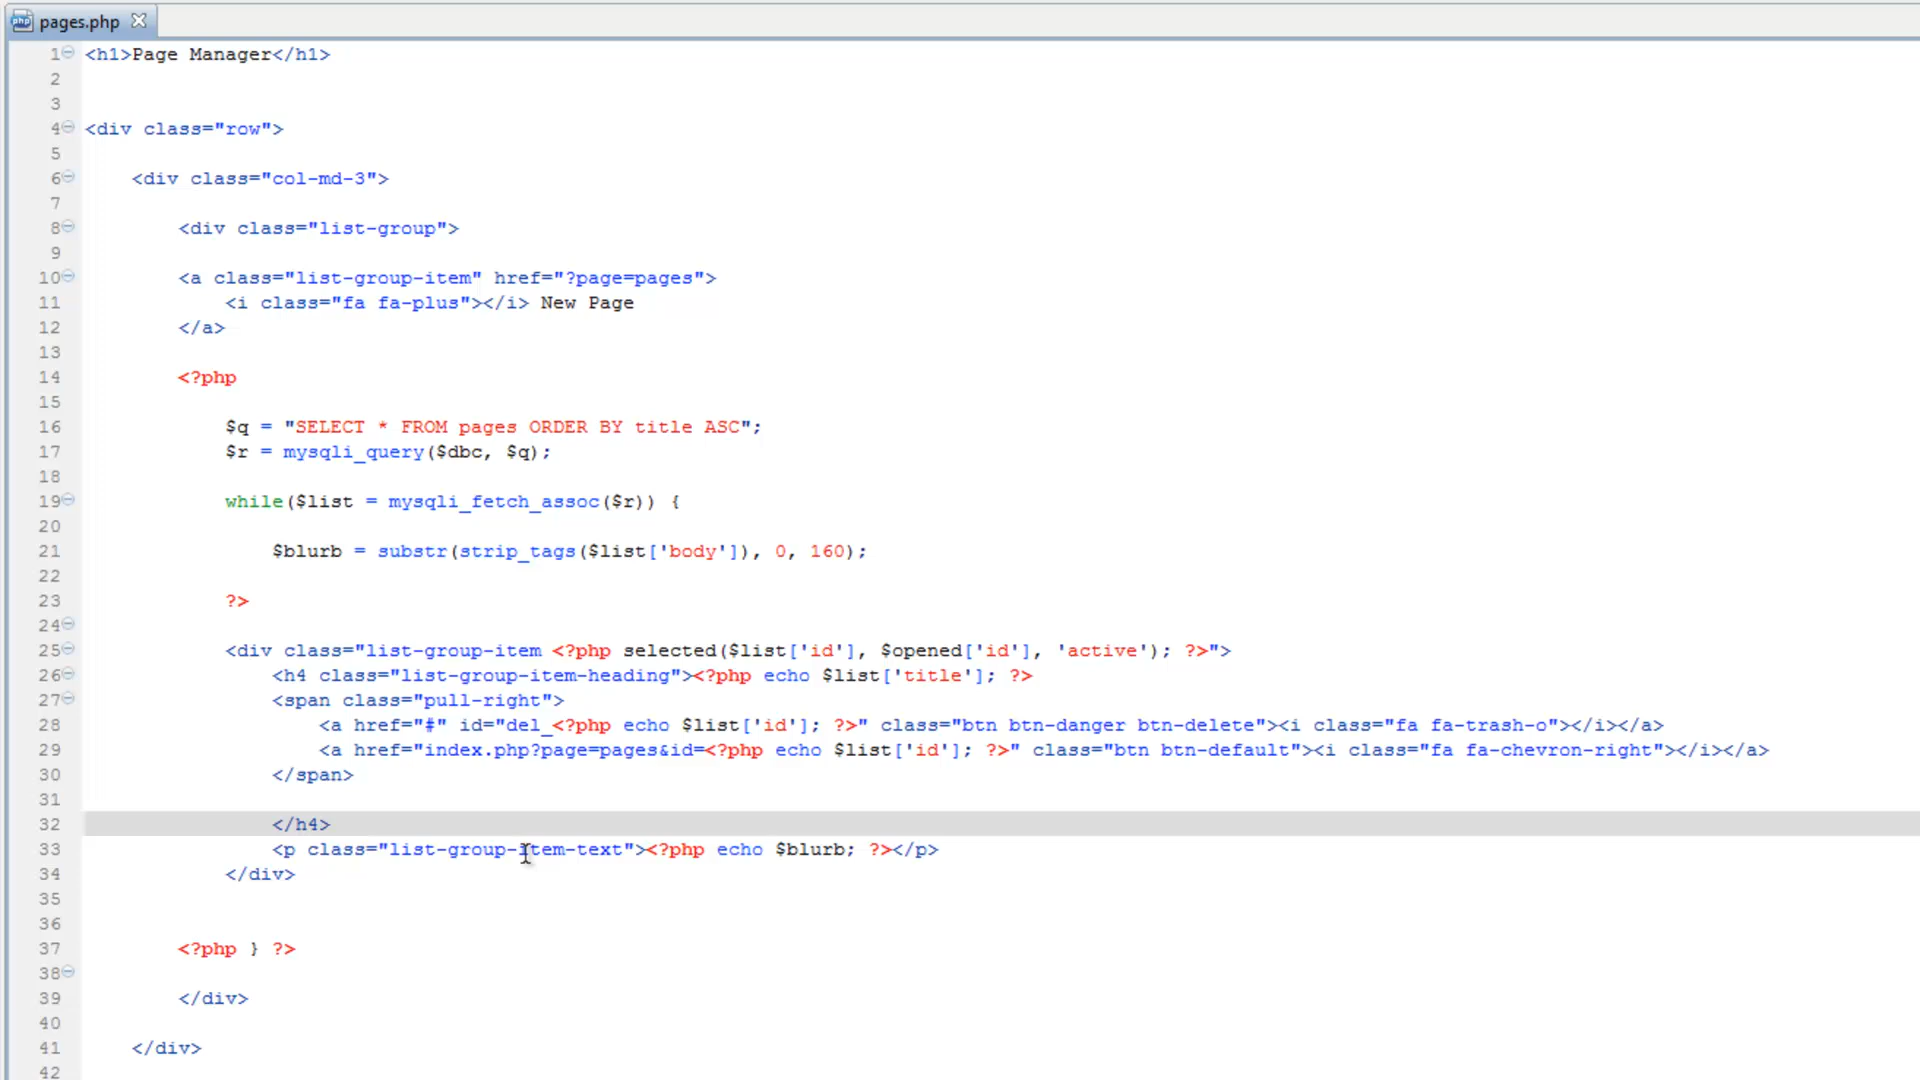 pages.php
1 <h1>Page Manager</h1>
2
3
4 <div class="row">
5
6 <div class="col-md-3">
7
8 <div class="list-group">
9
10 <a class="list-group-item" href="?page=pages">
11 <i class="fa fa-plus"></i> New Page
12 </a>
13
14 <?php
15
16 $q = "SELECT * FROM pages ORDER BY title ASC";
17 $r = mysqli_query($dbc, $q);
18
19 while($list = mysqli_fetch_assoc($r)) {
20
21 $blurb = substr(strip_tags($list['body']), 0, 160);
22
23 ?>
24
25 <div class="list-group-item <?php selected($list['id'], $opened['id'], 'active'); ?>">
26 <h4 class="list-group-item-heading"><?php echo $list['title']; ?>
27 <span class="pull-right">
28 <a href="#" id="del_<?php echo $list['id']; ?>" class="btn btn-danger btn-delete"><i class="fa fa-trash-o"></i></a>
29 <a href="index.php?page=pages&id=<?php echo $list['id']; ?>" class="btn btn-default"><i class="fa fa-chevron-right"></i></a>
30 </span>
31
32 </h4>
33 <p class="list-group-item-text"><?php echo $blurb; ?></p>
34 </div>
35
36
37 <?php } ?>
38
39 </div>
40
41 </div>
42